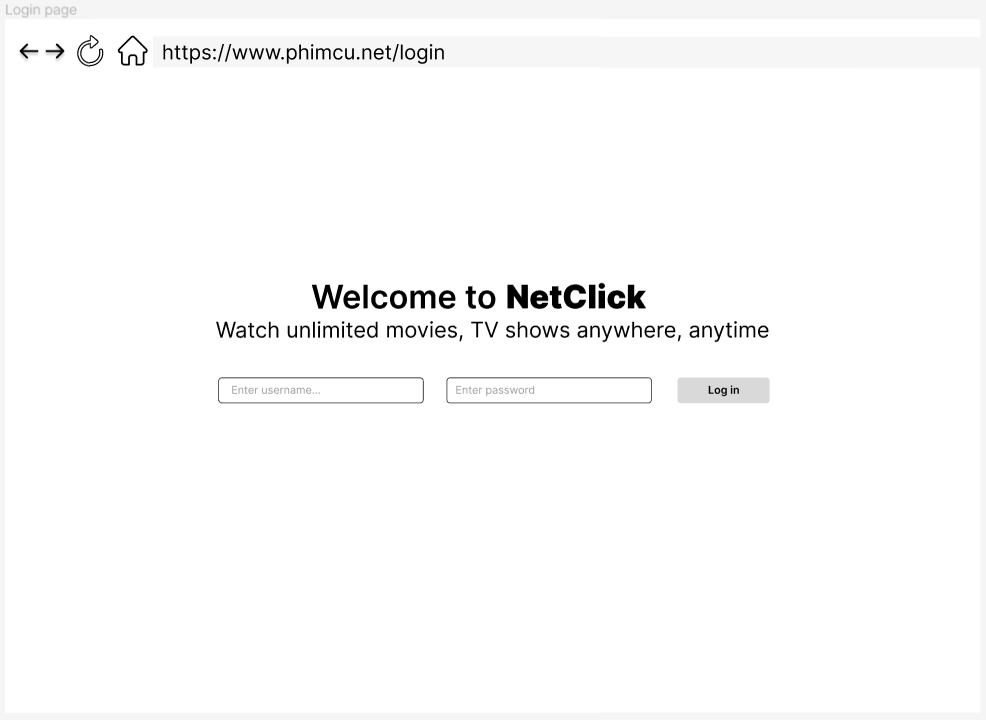 Login page
https://www.phimcu.net/login
Welcome to NetClick
Watch unlimited movies, TV shows anywhere, anytime
Enter username...
Enter password
Log in